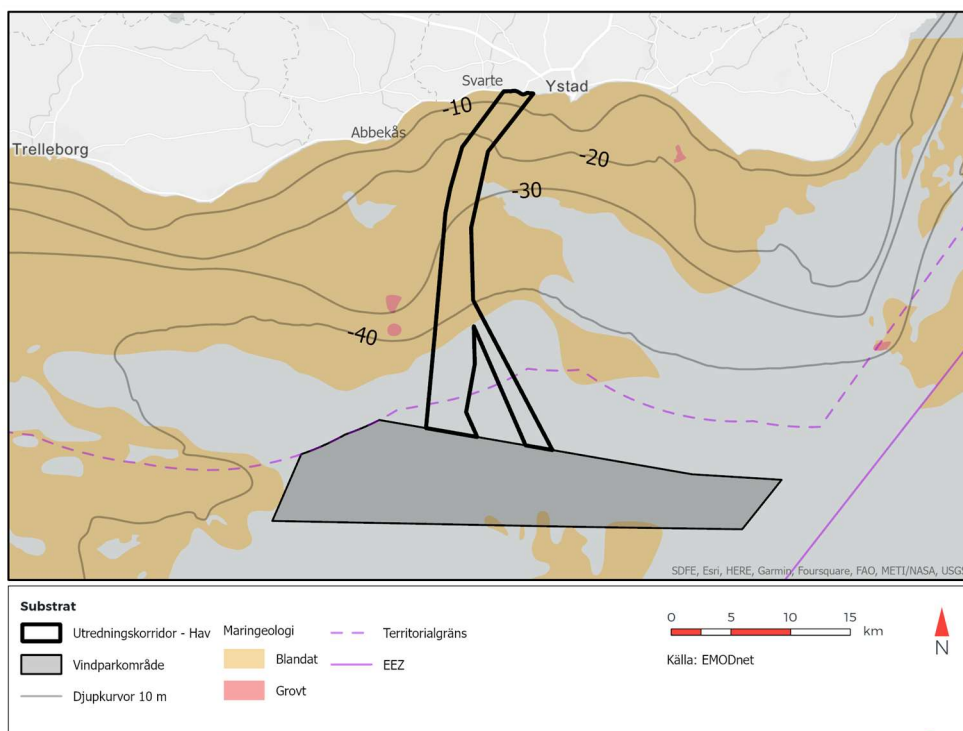 Svarte
Ystad
-10
Abbekås
Trelleborg
-20
-30
-40
SDFE, Esri, HERE, Garmin, Foursquare, FAO, METI/NASA, USGS
Substrat
Utredningskorridor - Hav
Vindparkområde
Djupkurvor 10 m
Maringeologi
Blandat
Grovt
Territorialgräns
EEZ
0 5 10 15
km
Källa: EMODnet
N